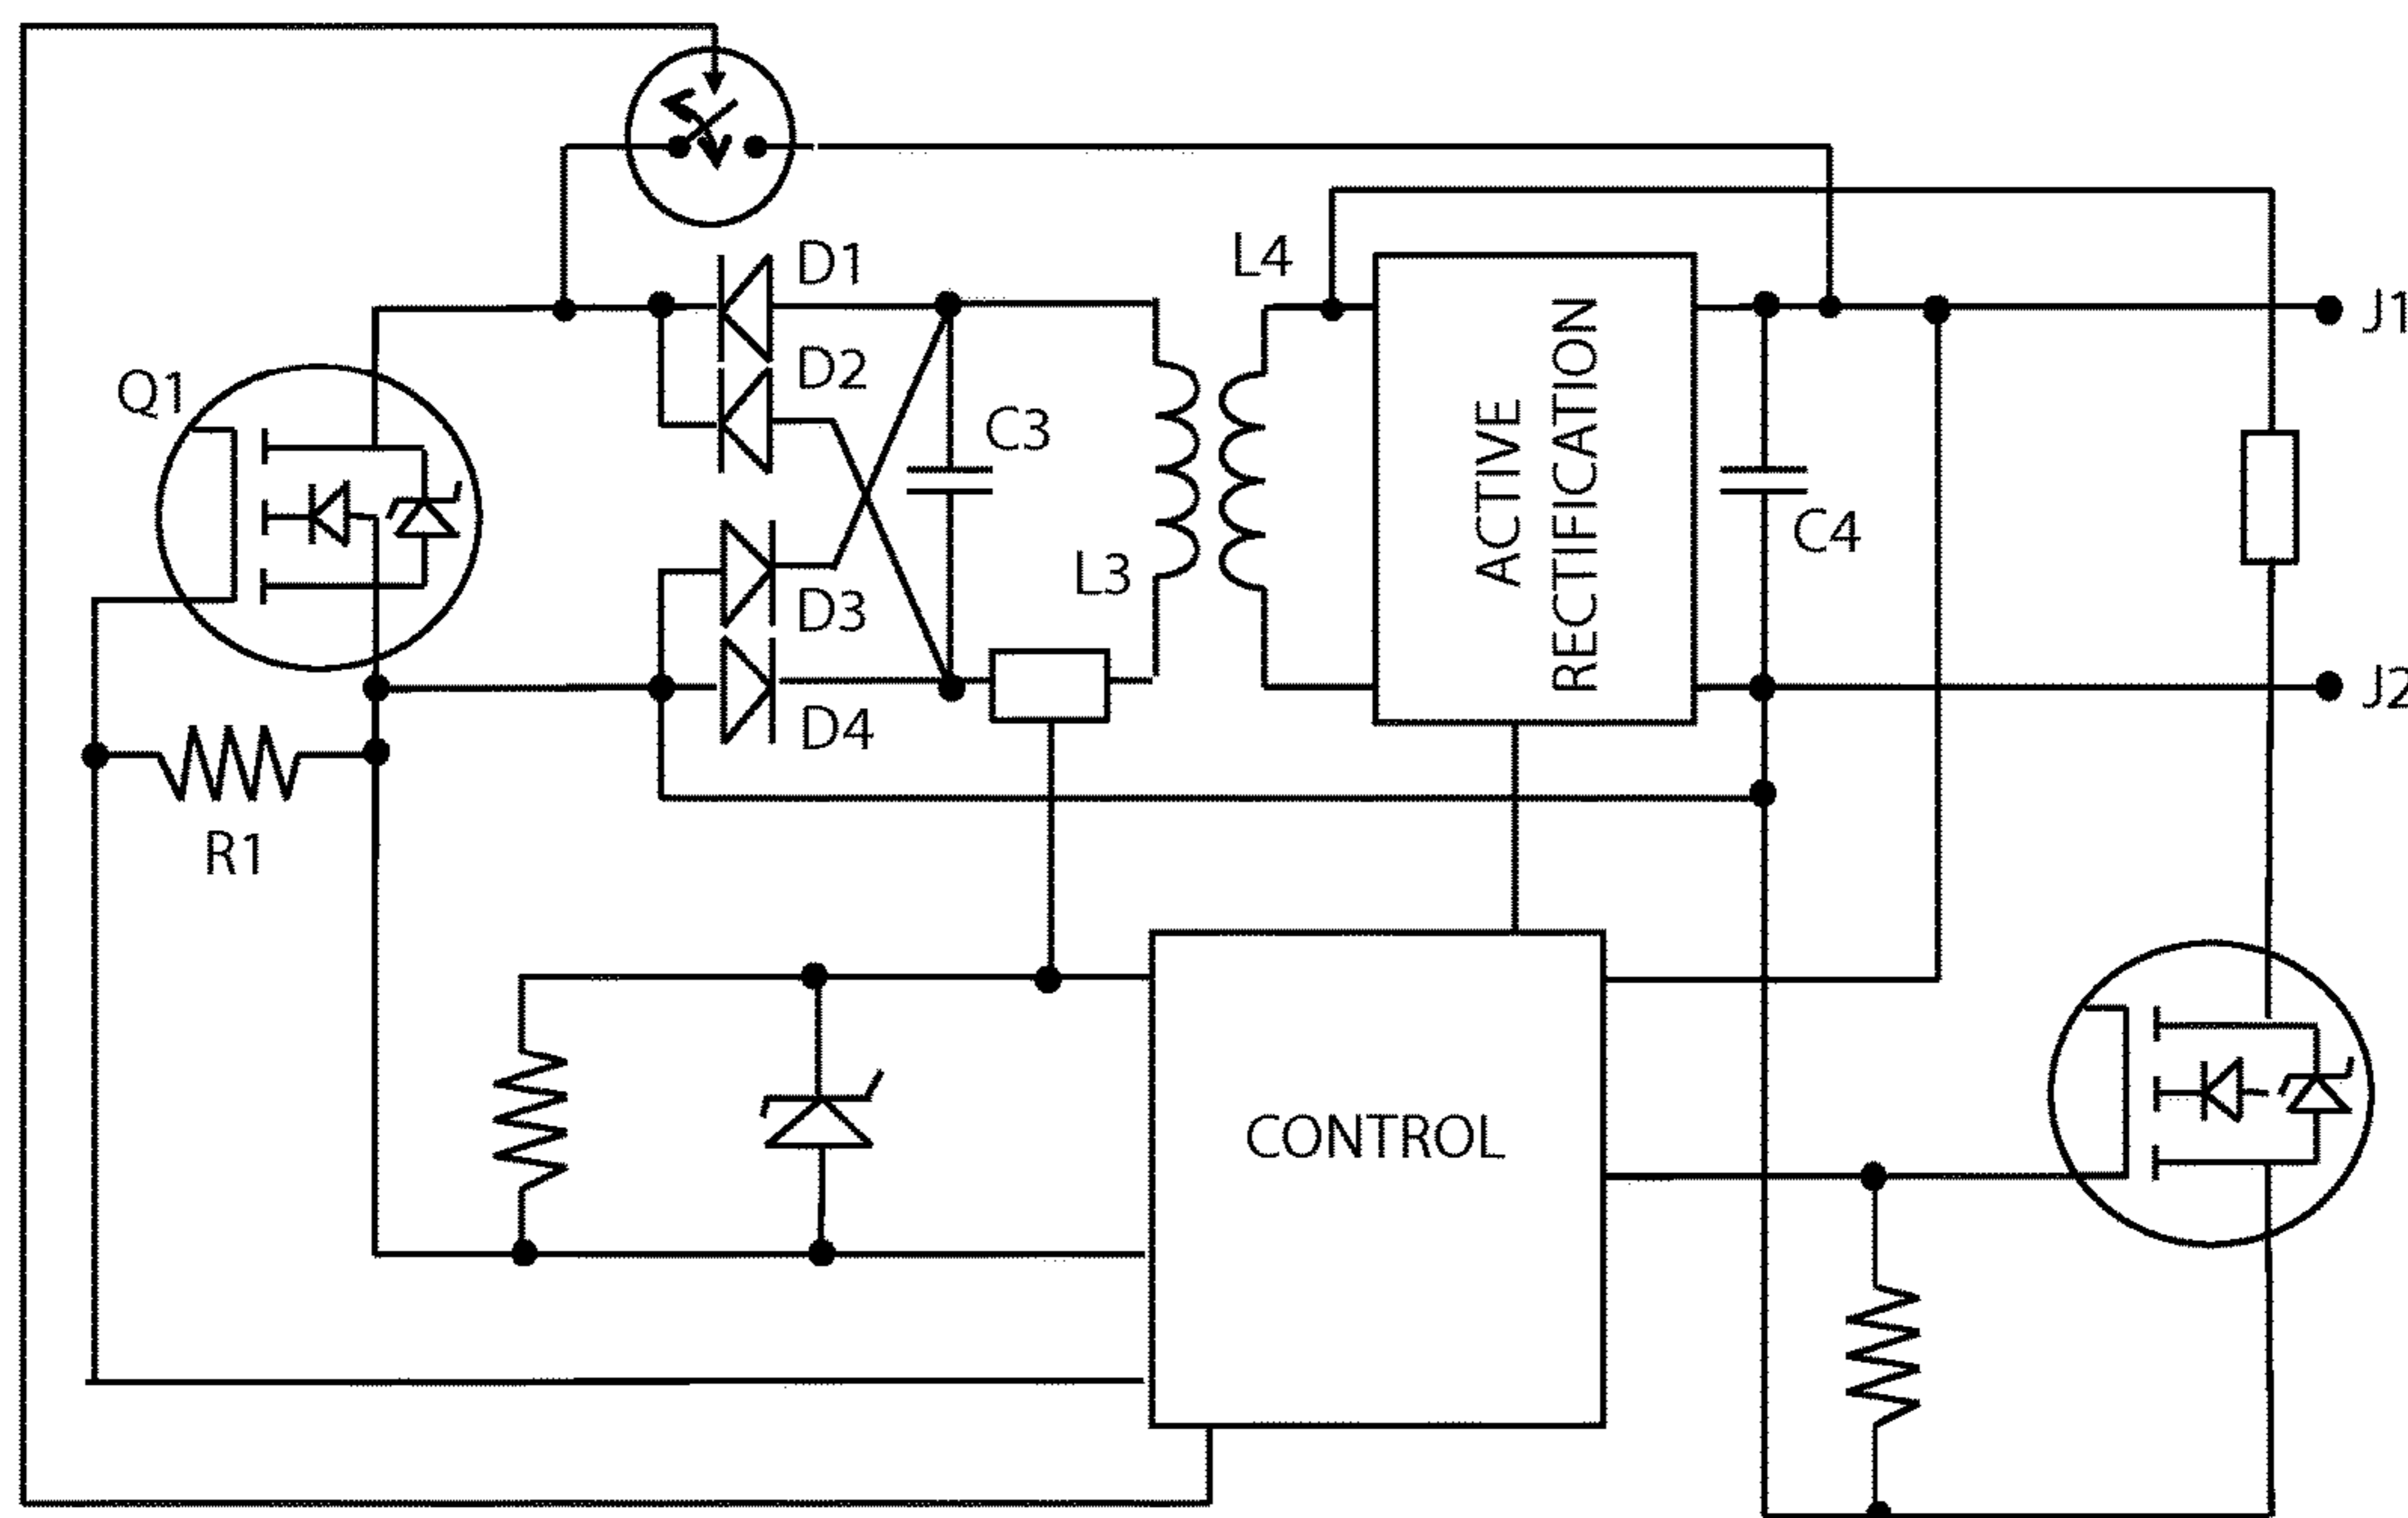 D1
L4
J1
D2
Q1
C3
ACTIVE
RECTIFICATION
C4
L3
D3
J2
D4
R1
CONTROL